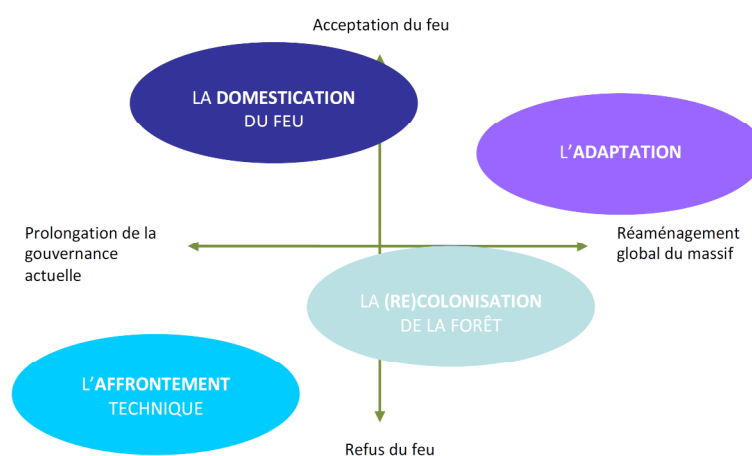 Acceptation du feu
LA DOMESTICATION
DU FEU
L'ADAPTATION
Prolongation de la
gouvernance
actuelle
Réaménagement
global du massif
LA (RE)COLONISATION
DE LA FORÊT
L'AFFRONTEMENT
TECHNIQUE
Refus du feu